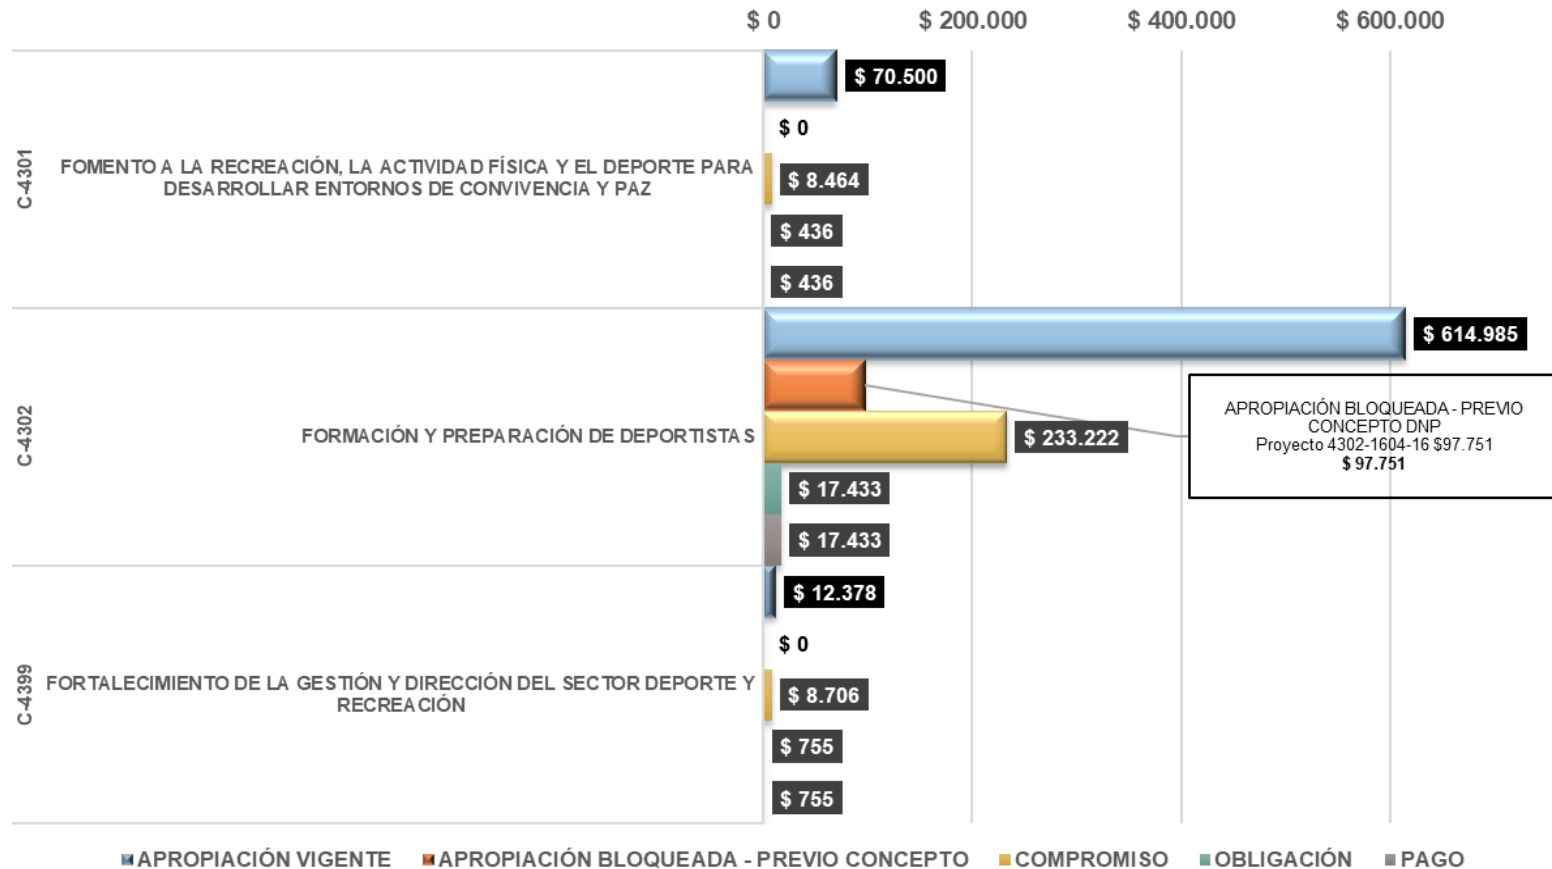 $ 0
$ 200.000
$ 400.000
$ 600.000
C-4301
FOMENTO A LA RECREACIÓN, LA ACTIVIDAD FÍSICA Y EL DEPORTE PARA
DESARROLLAR ENTORNOS DE CONVIVENCIA Y PAZ
$ 70.500
$ 0
$ 8.464
$ 436
$ 436
C-4302
FORMACIÓN Y PREPARACIÓN DE DEPORTISTAS
$ 614.985
APROPIACIÓN BLOQUEADA - PREVIO
CONCEPTO DNP
Proyecto 4302-1604-16 $97.751
$ 97.751
$ 233.222
$ 17.433
$ 17.433
C-4399
FORTALECIMIENTO DE LA GESTIÓN Y DIRECCIÓN DEL SECTOR DEPORTE Y
RECREACIÓN
$ 12.378
$ 0
$ 8.706
$ 755
$ 755
APROPIACIÓN VIGENTE
APROPIACIÓN BLOQUEADA - PREVIO CONCEPTO
COMPROMISO
OBLIGACIÓN
PAGO